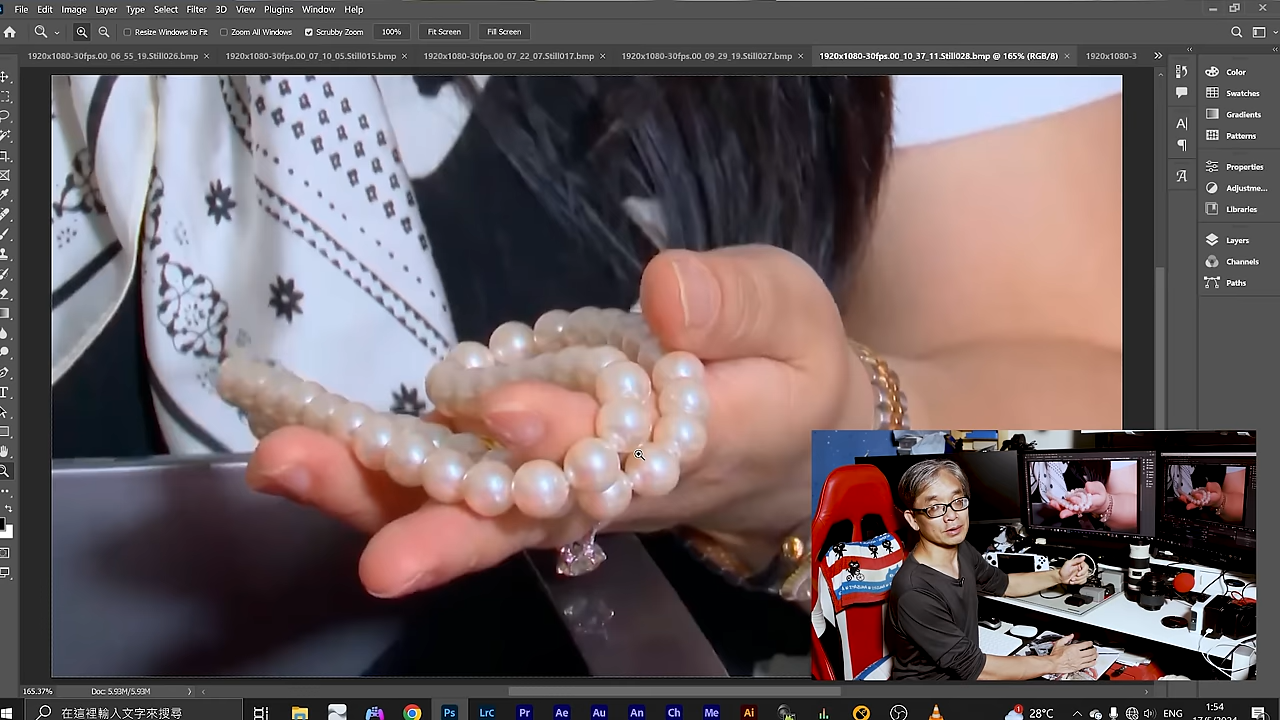 File Edit Image Layer Type Select Filter 3D View Plugins Window Help
Resize Windows to Fit Zoom All Windows Scrubby Zoom 100% Fit Screen Fill Screen
1920x1080-30fps.00_06_55_19.Still026.bmp × 1920x1080-30fps.00_07_10_05.Still015.bmp × 1920x1080-30fps.00_07_22_07.Still017.bmp × 1920x1080-30fps.00_09_29_19.Still027.bmp × 1920x1080-30fps.00_10_37_11.Still028.bmp @ 165% (RGB/8) × 1920x1080-3
Color
Swatches
Gradients
Patterns
Properties
Adjustme...
Libraries
Layers
Channels
Paths
165.37% Doc: 5.93M/5.93M
在這裡輸入文字來搜尋 Ps LrC Pr Ae Au An Ch Me Ai 28°C 1:54